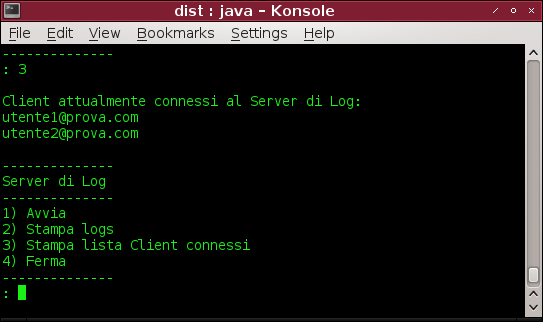 dist : java – Konsole
File Edit View Bookmarks Settings Help
--------------
: 3
Client attualmente connessi al Server di Log:
utente1@prova.com
utente2@prova.com
--------------
Server di Log
--------------
1) Avvia
2) Stampa logs
3) Stampa lista Client connessi
4) Ferma
--------------
: